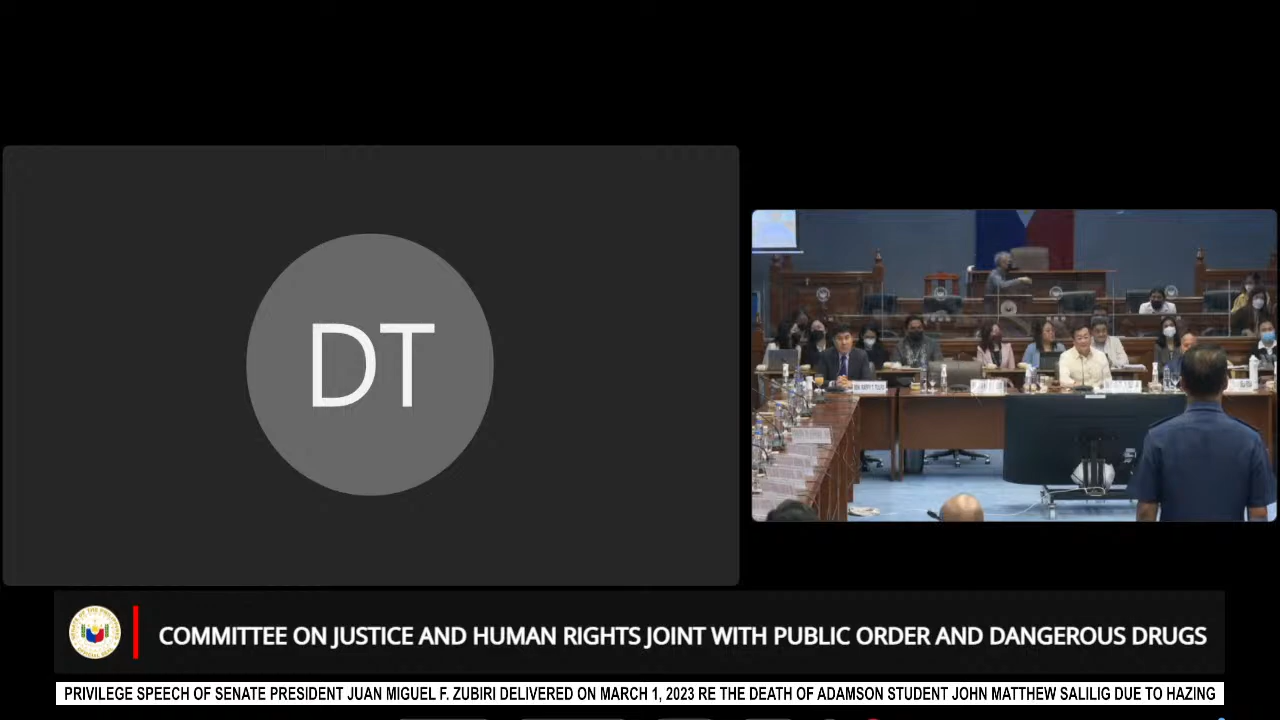 DT
COMMITTEE ON JUSTICE AND HUMAN RIGHTS JOINT WITH PUBLIC ORDER AND DANGEROUS DRUGS
PRIVILEGE SPEECH OF SENATE PRESIDENT JUAN MIGUEL F. ZUBIRI DELIVERED ON MARCH 1, 2023 RE THE DEATH OF ADAMSON STUDENT JOHN MATTHEW SALILIG DUE TO HAZING